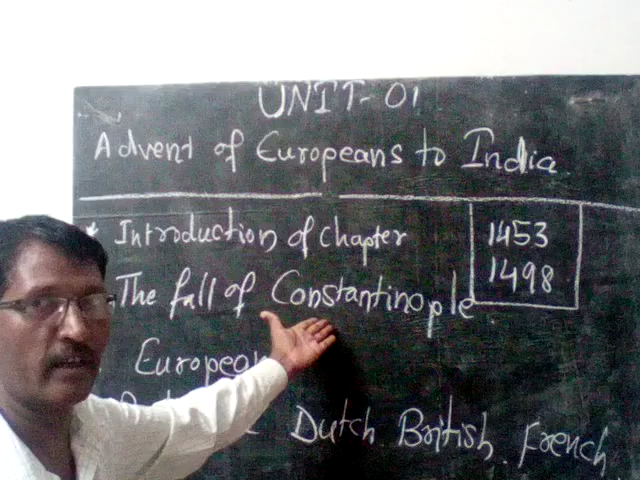 UNIT-01
Advent of Europeans to India
* Introduction of chapter
1453
1498
The fall of Constantinople
European
Dutch British French